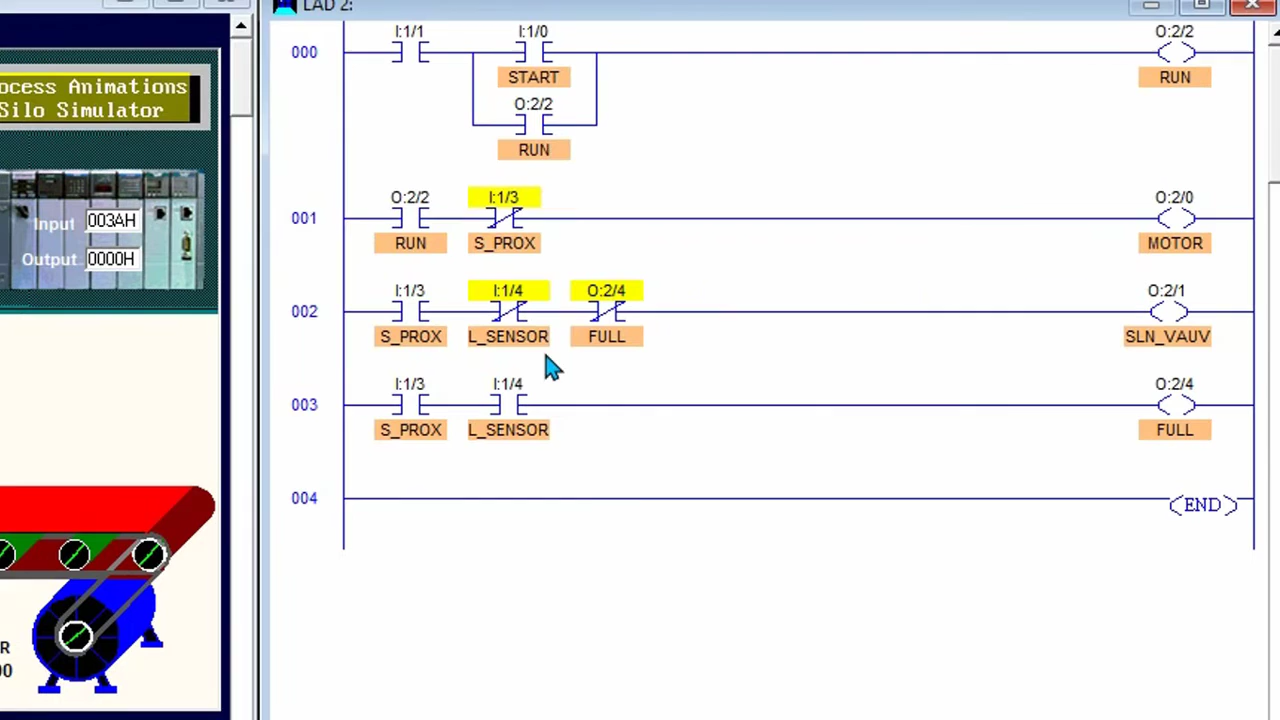 LAD 2:
ocess Animations
Silo Simulator
Input 003AH
Output 0000H
R
00
I:1/1 I:1/0 O:2/2
000
START RUN
O:2/2
RUN
O:2/2 I:1/3 O:2/0
001
RUN S_PROX MOTOR
I:1/3 I:1/4 O:2/4 O:2/1
002
S_PROX L_SENSOR FULL SLN_VAUV
I:1/3 I:1/4 O:2/4
003
S_PROX L_SENSOR FULL
004 END